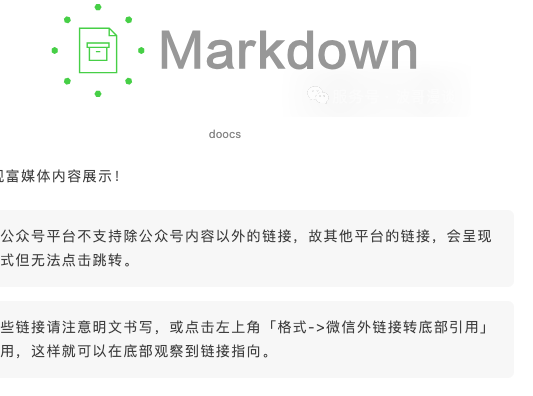 Markdown
doocs
富媒体内容展示！
公众号平台不支持除公众号内容以外的链接，故其他平台的链接，会呈现
式但无法点击跳转。
些链接请注意明文书写，或点击左上角「格式->微信外链接转底部引用」
用，这样就可以在底部观察到链接指向。